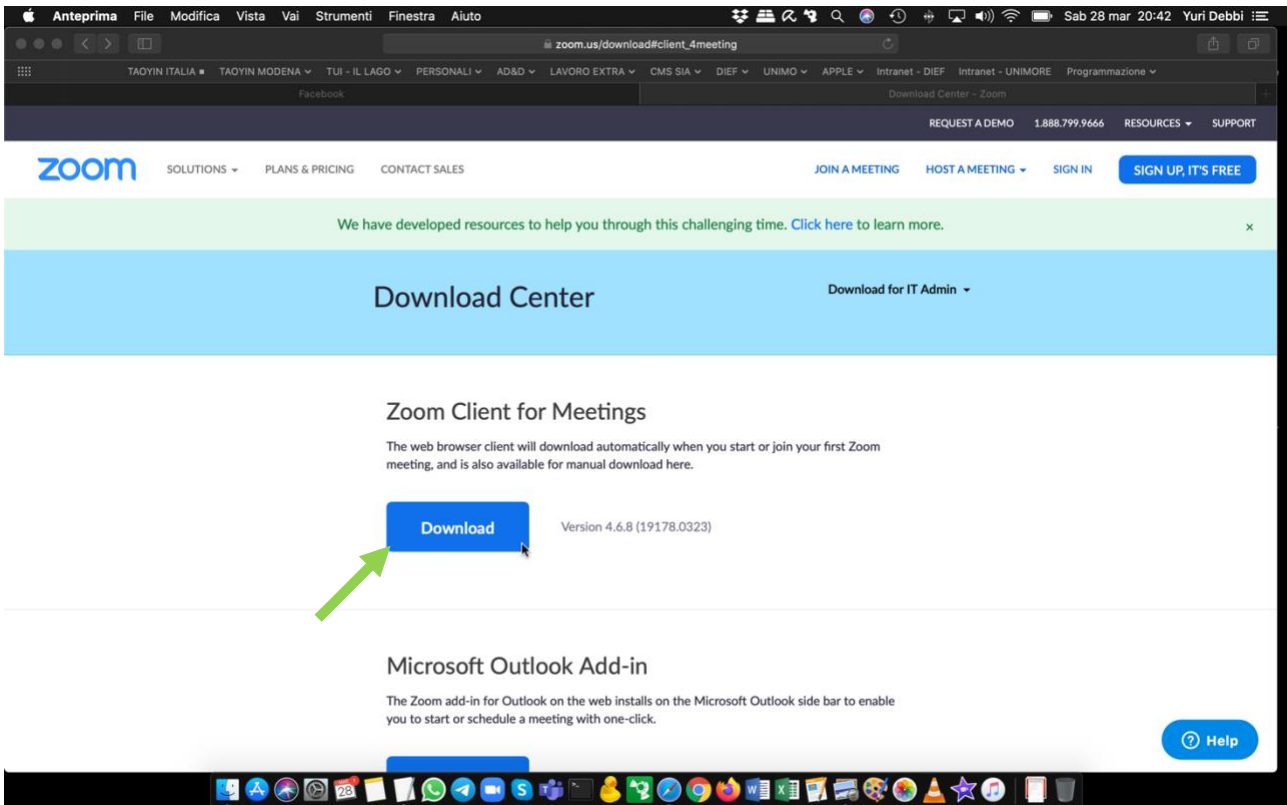 Anteprima File Modifica Vista Vai Strumenti Finestra Aiuto Sab 28 mar 20:42 Yuri Debbi
zoom.us/download#client_4meeting
TAOYIN ITALIA TAOYIN MODENA TUI - IL LAGO PERSONALI AD&D LAVORO EXTRA CMS SIA DIEF UNIMO APPLE Intranet - DIEF Intranet - UNIMORE Programmazione
Facebook Download Center - Zoom
REQUEST A DEMO 1.888.799.9666 RESOURCES SUPPORT
zoom SOLUTIONS PLANS & PRICING CONTACT SALES JOIN A MEETING HOST A MEETING SIGN IN SIGN UP, IT'S FREE
We have developed resources to help you through this challenging time. Click here to learn more. ×
Download Center Download for IT Admin
Zoom Client for Meetings
The web browser client will download automatically when you start or join your first Zoom
meeting, and is also available for manual download here.
Download Version 4.6.8 (19178.0323)
Microsoft Outlook Add-in
The Zoom add-in for Outlook on the web installs on the Microsoft Outlook side bar to enable
you to start or schedule a meeting with one-click.
Help
28